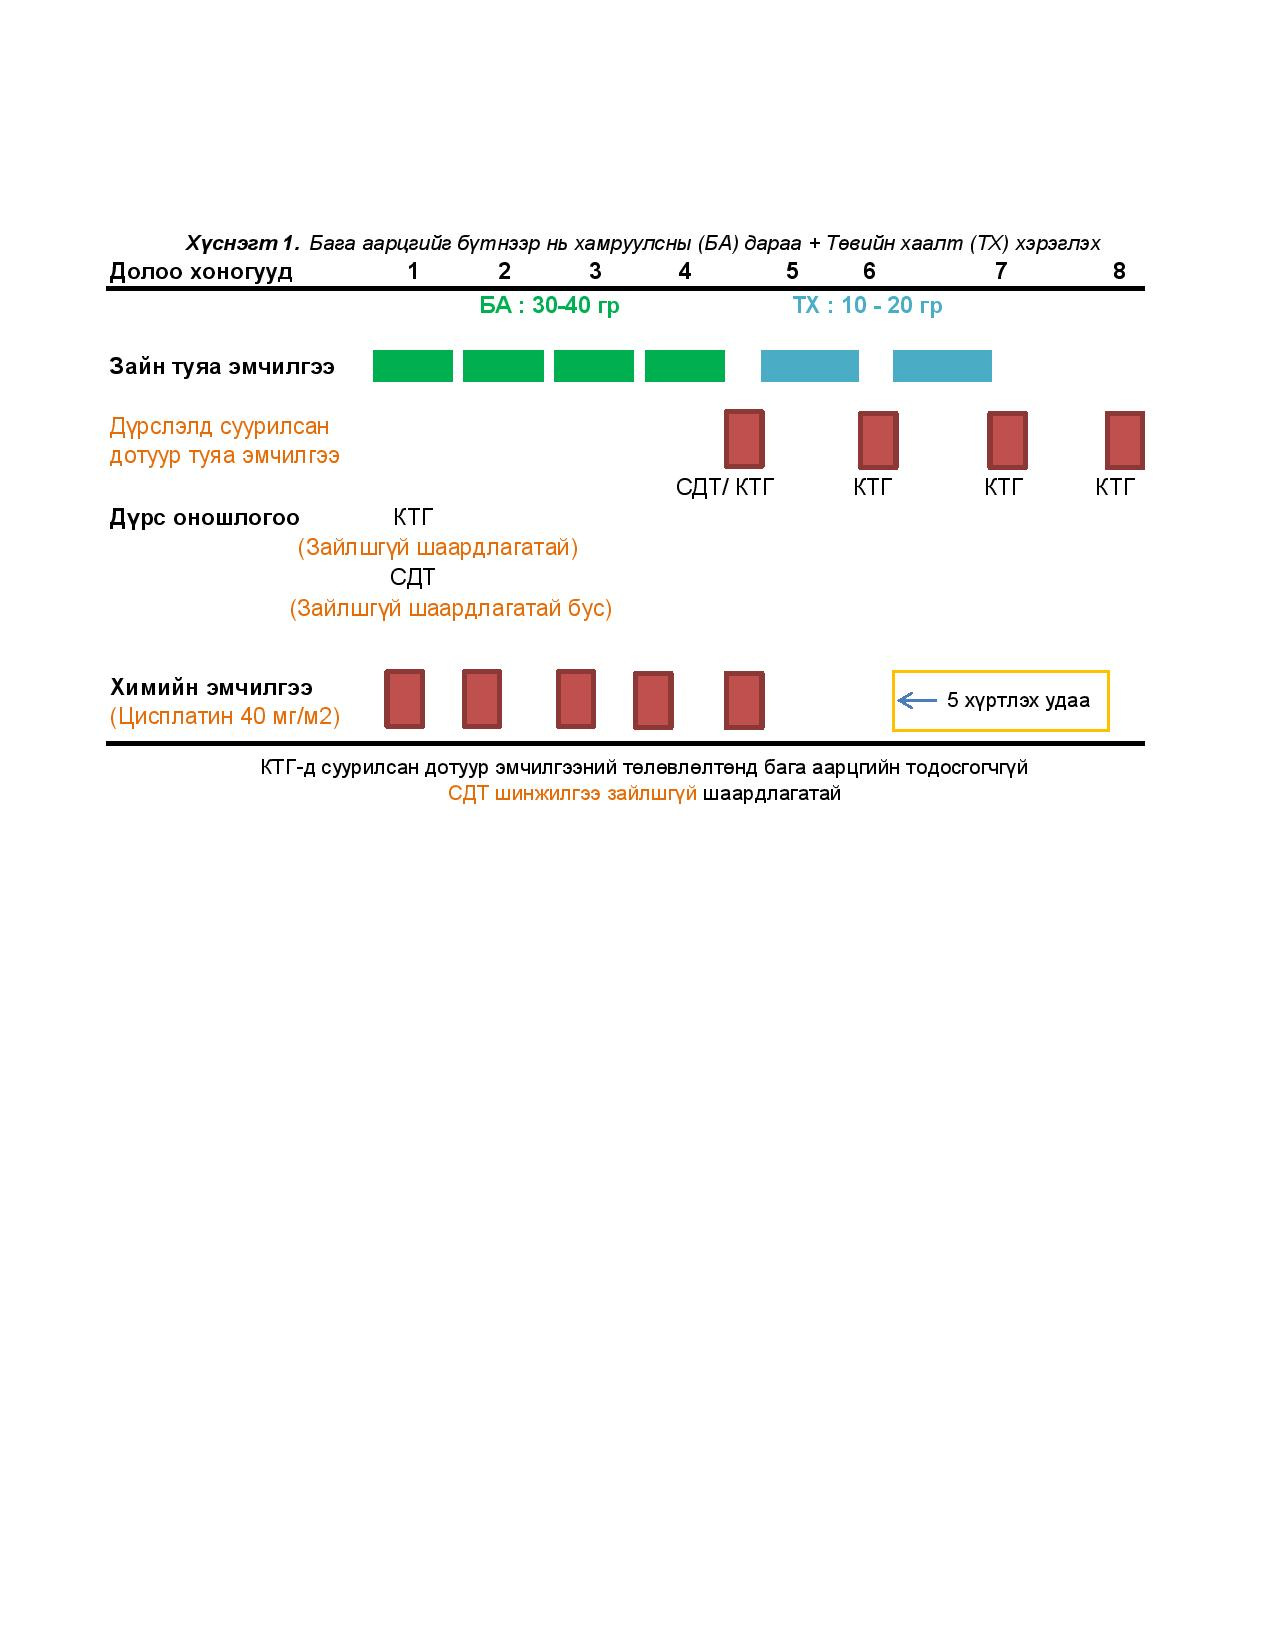 Хүснэгт 1. Бага аарцгийг бүтнээр нь хамруулсны (БА) дараа + Төвийн хаалт (ТХ) хэрэглэх
Долоо хоногууд 1 2 3 4 5 6 7 8
БА : 30-40 гр ТХ : 10 - 20 гр
Зайн туяа эмчилгээ
Дүрслэлд суурилсан
дотуур туяа эмчилгээ
СДТ/ КТГ КТГ КТГ КТГ
Дүрс оношлогоо КТГ
(Зайлшгүй шаардлагатай)
СДТ
(Зайлшгүй шаардлагатай бус)
Химийн эмчилгээ
(Цисплатин 40 мг/м2)
5 хүртлэх удаа
КТГ-д суурилсан дотуур эмчилгээний төлөвлөлтөнд бага аарцгийн тодосгогчгүй
СДТ шинжилгээ зайлшгүй шаардлагатай